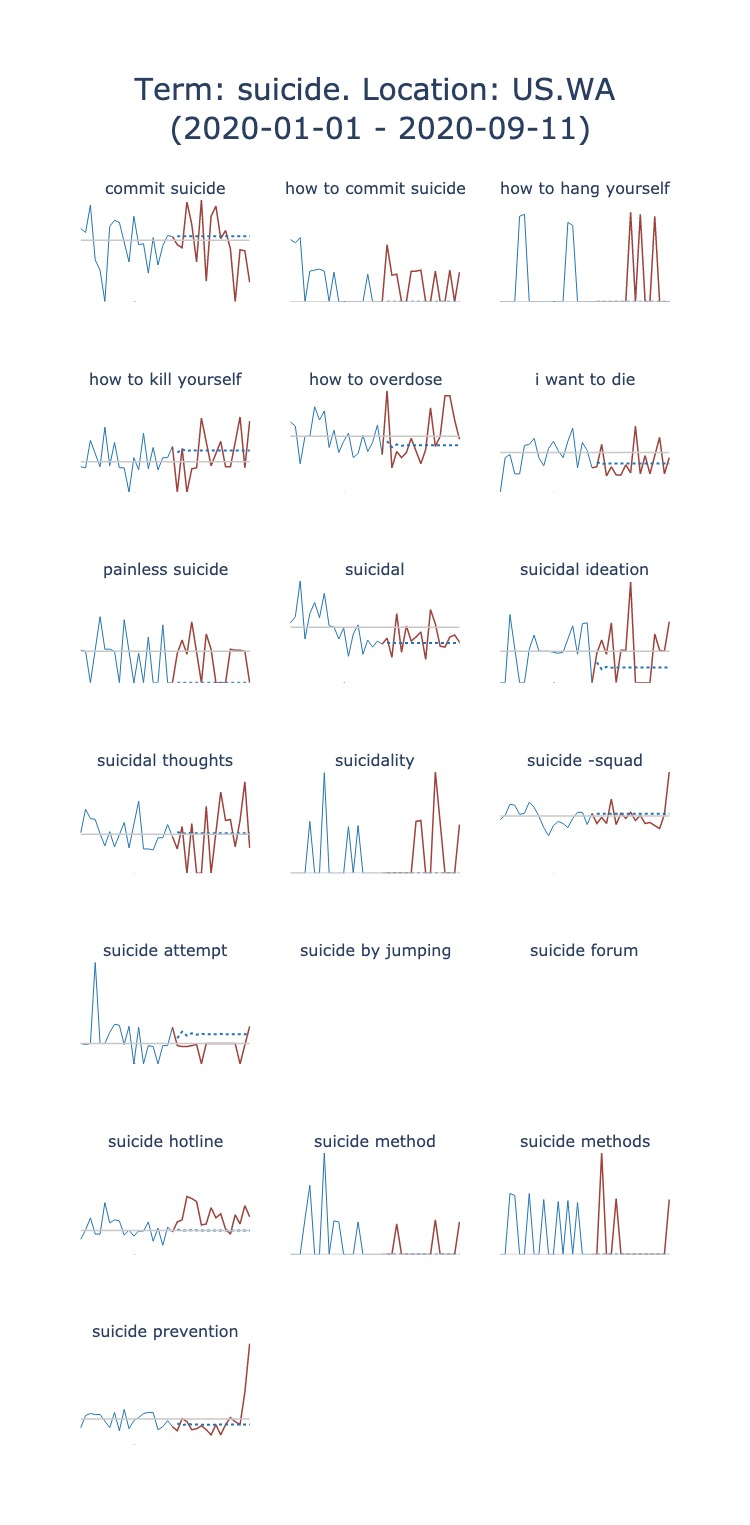 Term: suicide. Location: US.WA
(2020-01-01 - 2020-09-11)
commit suicide
how to commit suicide
how to hang yourself
how to kill yourself
how to overdose
i want to die
painless suicide
suicidal
suicidal ideation
suicidal thoughts
suicidality
suicide -squad
suicide attempt
suicide by jumping
suicide forum
suicide hotline
suicide method
suicide methods
suicide prevention